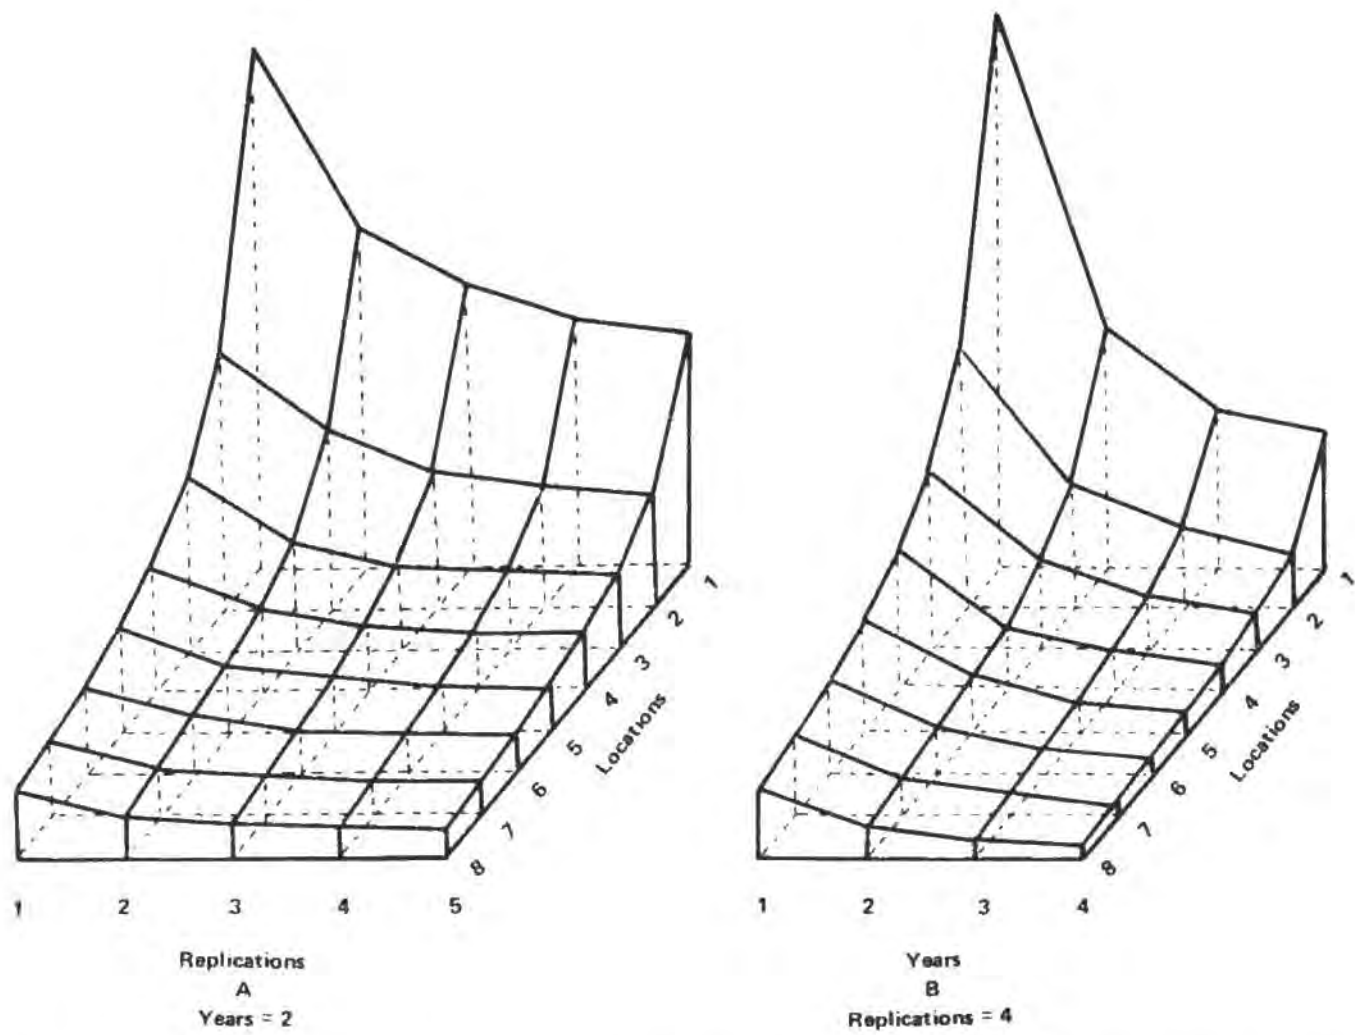 1
2
3
4
5
6
7
8
Locations
1 2 3 4 5
Replications
A
Years = 2
1
2
3
4
5
6
7
8
Locations
1 2 3 4
Years
B
Replications = 4